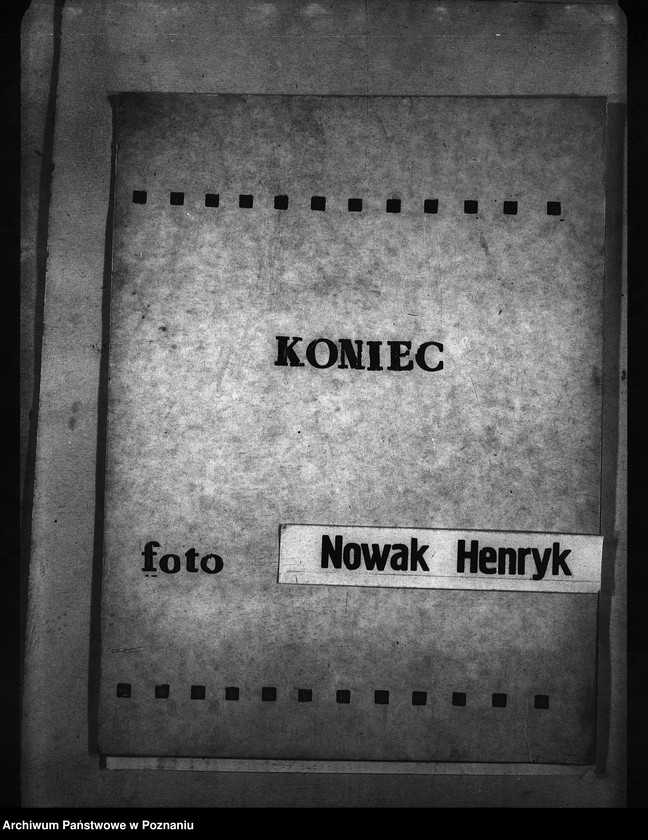 KONIEC
foto Nowak Henryk
Archiwum Państwowe w Poznaniu